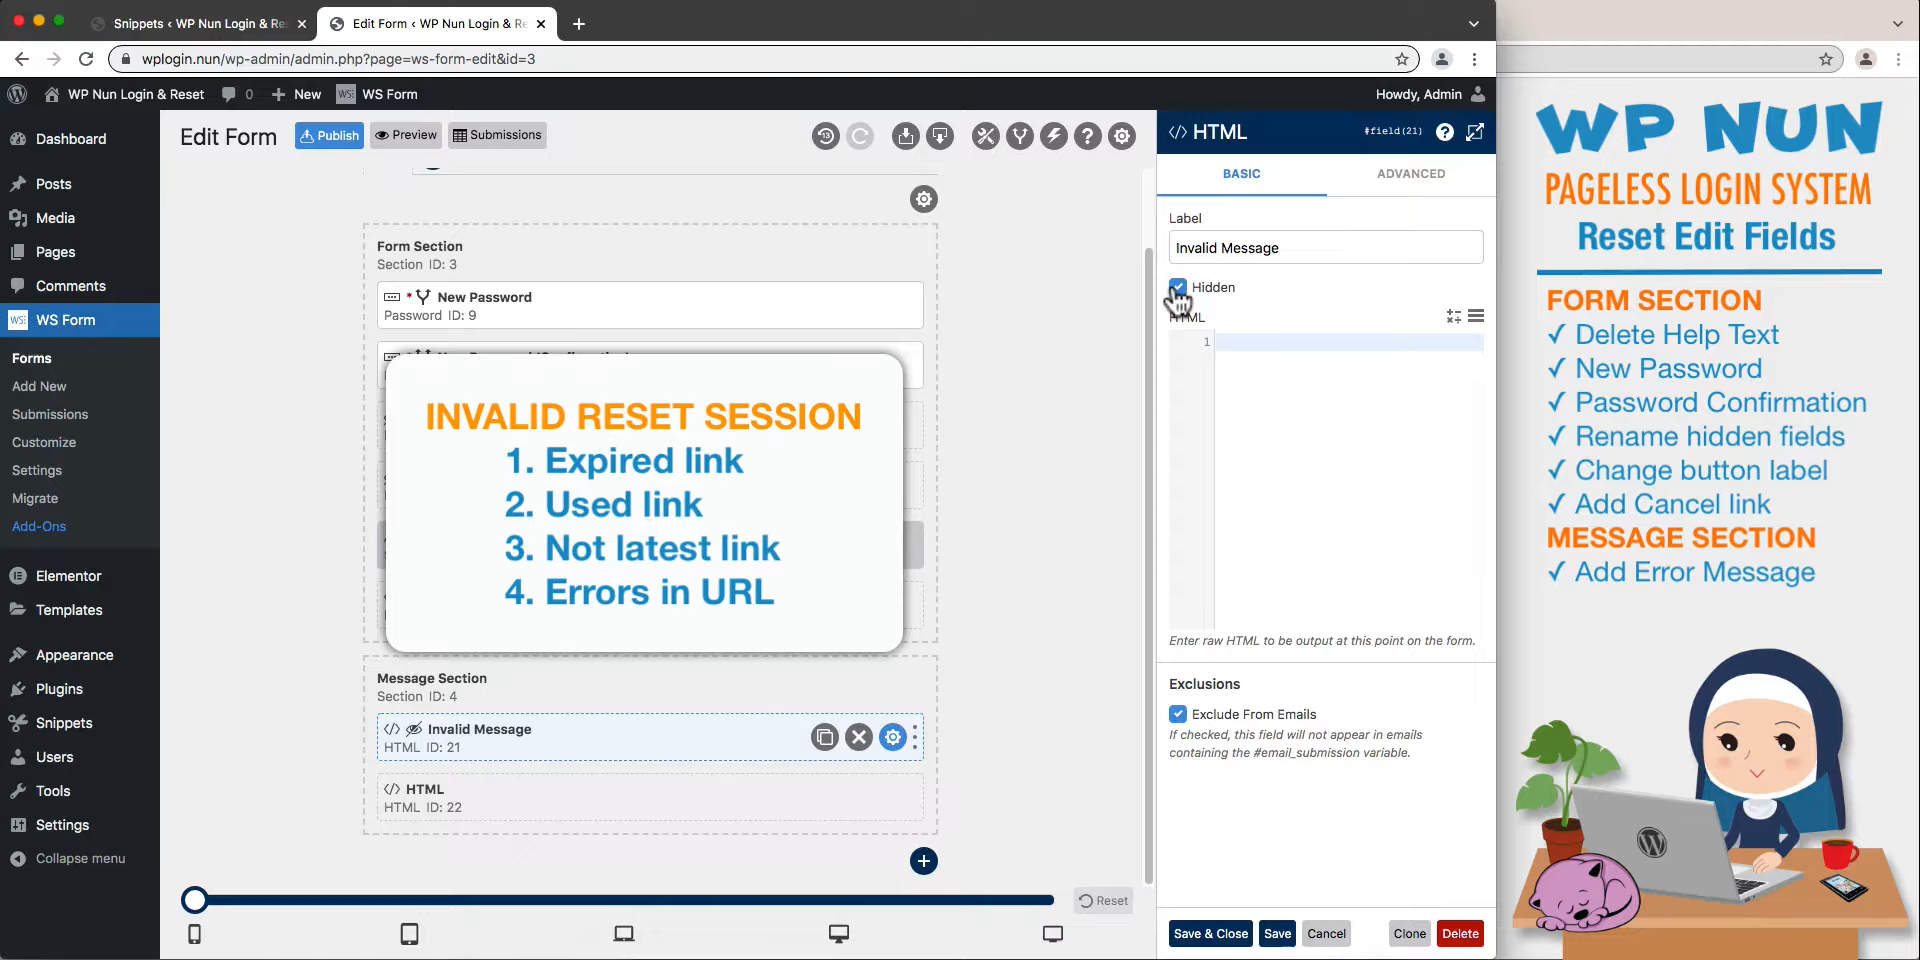 Snippets ‹ WP Nun Login & Re
Edit Form ‹ WP Nun Login & Re
wplogin.nun/wp-admin/admin.php?page=ws-form-edit&id=3
WP Nun Login & Reset
0
New
WS Form
Howdy, Admin
Dashboard
Posts
Media
Pages
Comments
WS Form
Forms
Add New
Submissions
Customize
Settings
Migrate
Add-Ons
Elementor
Templates
Appearance
Plugins
Snippets
Users
Tools
Settings
Collapse menu
Edit Form
Publish
Preview
Submissions
13
Form Section
Section ID: 3
* New Password
Password ID: 9
INVALID RESET SESSION
1. Expired link
2. Used link
3. Not latest link
4. Errors in URL
Message Section
Section ID: 4
Invalid Message
HTML ID: 21
HTML
HTML ID: 22
Reset
HTML
#field(21)
BASIC
ADVANCED
Label
Invalid Message
Hidden
HTML
1
Enter raw HTML to be output at this point on the form.
Exclusions
Exclude From Emails
If checked, this field will not appear in emails
containing the #email_submission variable.
Save & Close
Save
Cancel
Clone
Delete
WP NUN
PAGELESS LOGIN SYSTEM
Reset Edit Fields
FORM SECTION
✓ Delete Help Text
✓ New Password
✓ Password Confirmation
✓ Rename hidden fields
✓ Change button label
✓ Add Cancel link
MESSAGE SECTION
✓ Add Error Message